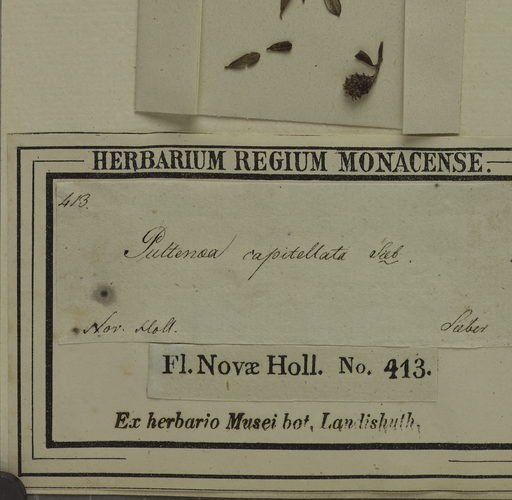 HERBARIUM REGIUM MONACENSE.
413.
Pultenœa capitellata Sieb.
Nov. Holl. Sieber
Fl. Novæ Holl. No. 413.
Ex herbario Musei bot, Landishuth.